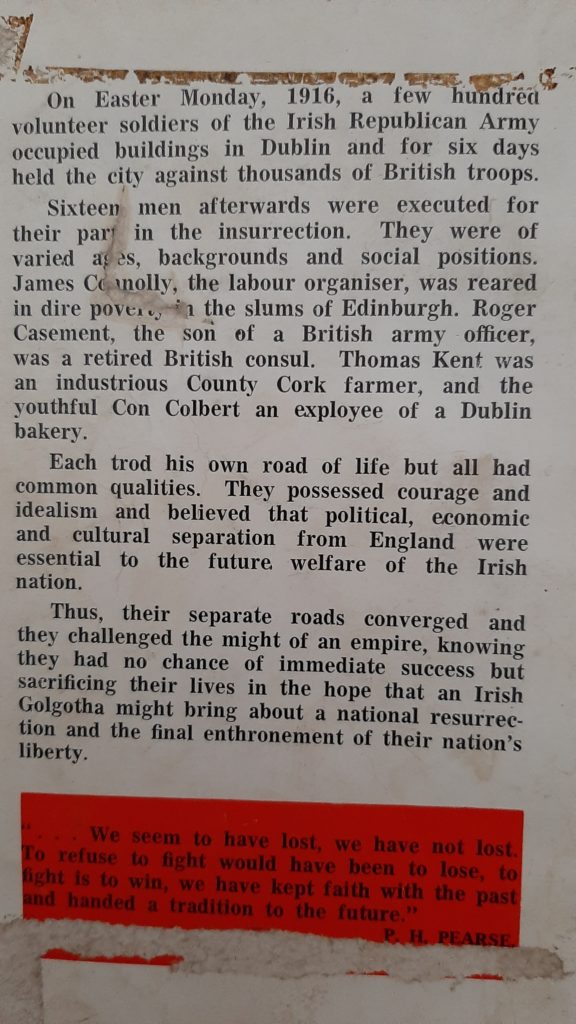 On Easter Monday, 1916, a few hundred
volunteer soldiers of the Irish Republican Army
occupied buildings in Dublin and for six days
held the city against thousands of British troops.
Sixteen men afterwards were executed for
their part in the insurrection. They were of
varied ages, backgrounds and social positions.
James Connolly, the labour organiser, was reared
in dire poverty in the slums of Edinburgh. Roger
Casement, the son of a British army officer,
was a retired British consul. Thomas Kent was
an industrious County Cork farmer, and the
youthful Con Colbert an exployee of a Dublin
bakery.
Each trod his own road of life but all had
common qualities. They possessed courage and
idealism and believed that political, economic
and cultural separation from England were
essential to the future welfare of the Irish
nation.
Thus, their separate roads converged and
they challenged the might of an empire, knowing
they had no chance of immediate success but
sacrificing their lives in the hope that an Irish
Golgotha might bring about a national resurrec-
tion and the final enthronement of their nation's
liberty.
". . . . We seem to have lost, we have not lost.
To refuse to fight would have been to lose, to
fight is to win, we have kept faith with the past
and handed a tradition to the future."
P. H. PEARSE.